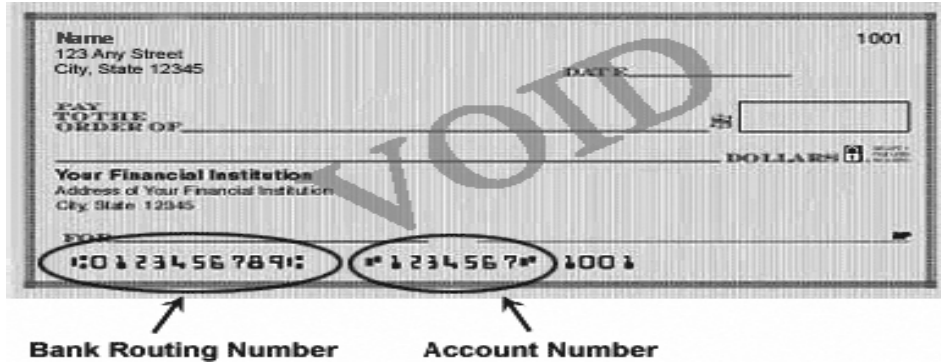 Name 1001
123 Any Street
City, State 12345
DATE
PAY
TO THE
ORDER OF $
VOID
DOLLARS
Your Financial Institution
Address of Your Financial Institution
City, State 12345
FOR MP
⑆0123456789⑆ ⑈1234567⑈ 1001
Bank Routing Number Account Number